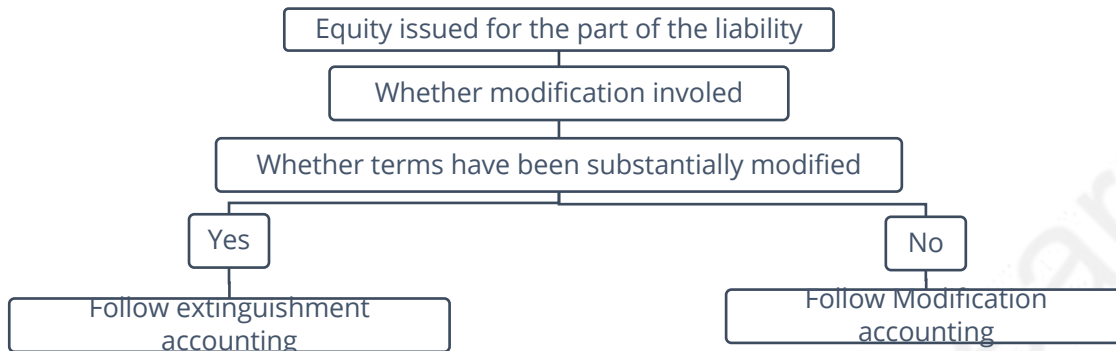 Equity issued for the part of the liability
Whether modification involed
Whether terms have been substantially modified
Yes
No
Follow extinguishment
accounting
Follow Modification
accounting